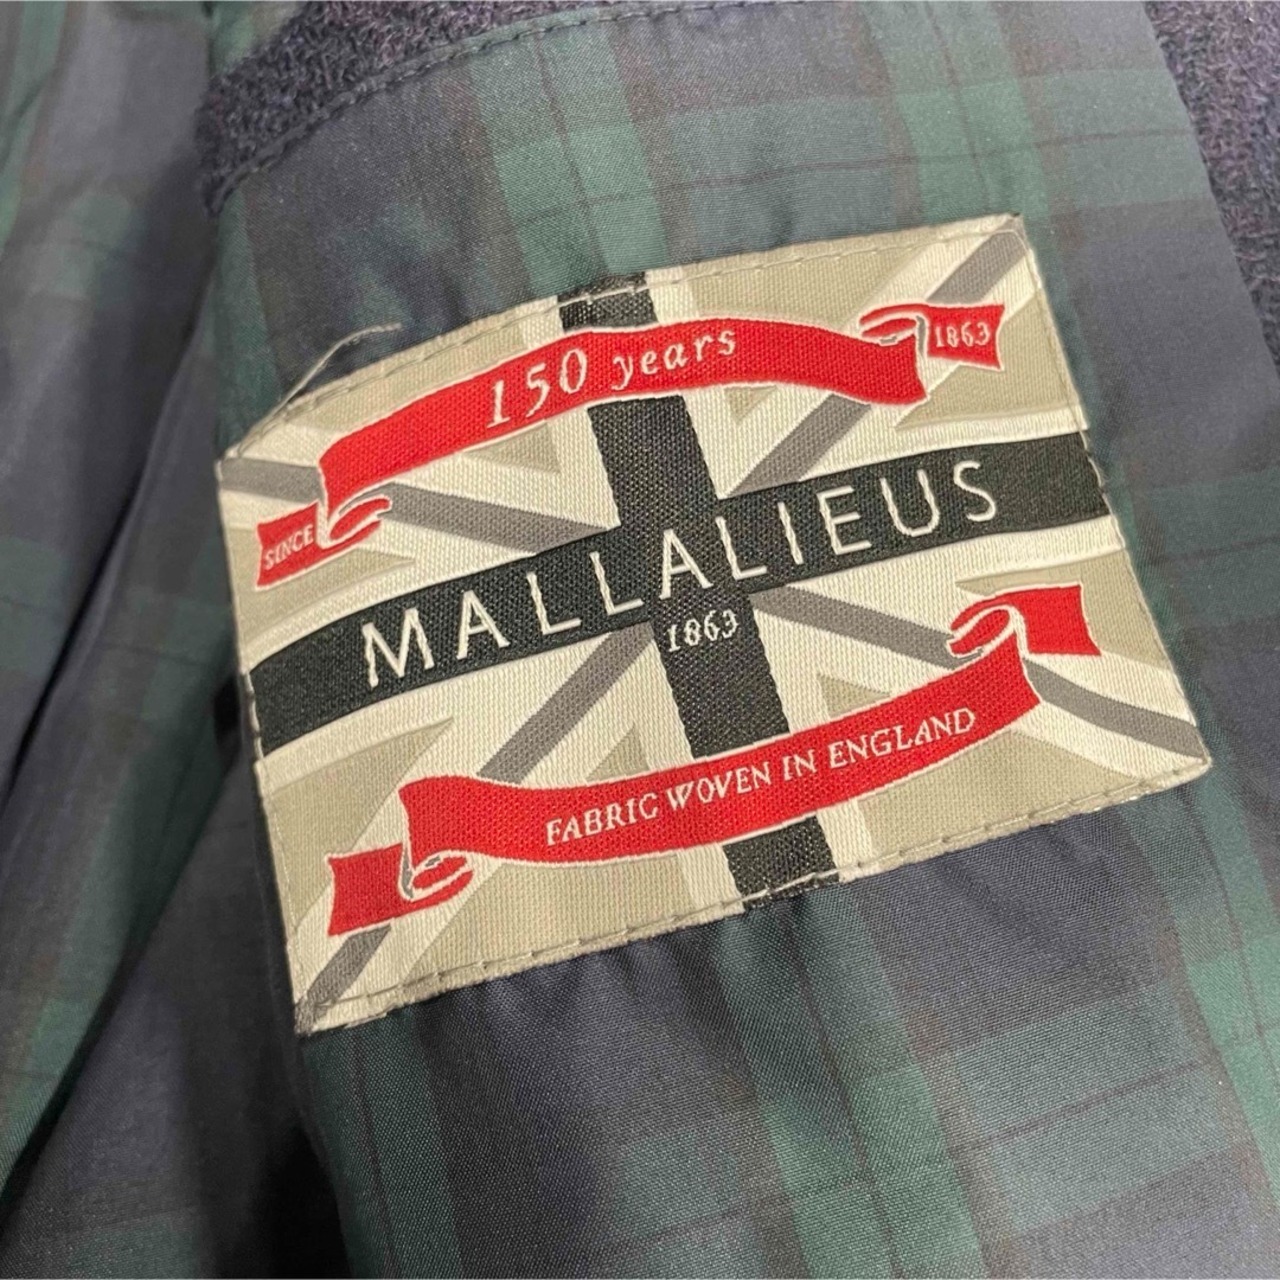 150 years
SINCE
1863
MALLALIEUS
1863
FABRIC WOVEN IN ENGLAND